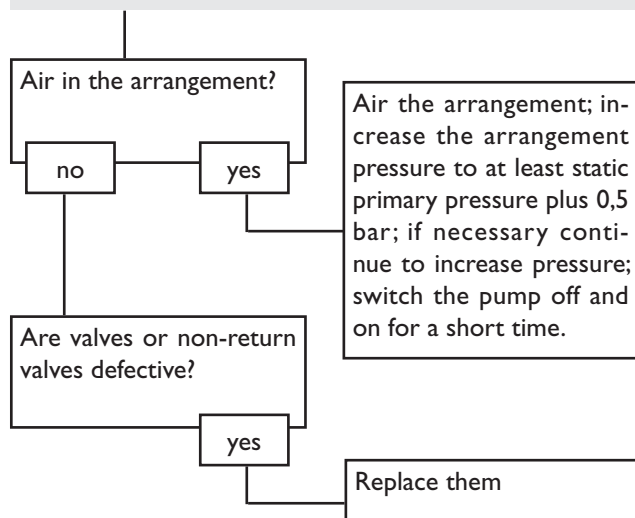 Air in the arrangement?
no
yes
Air the arrangement; in-
crease the arrangement
pressure to at least static
primary pressure plus 0,5
bar; if necessary conti-
nue to increase pressure;
switch the pump off and
on for a short time.
Are valves or non-return
valves defective?
yes
Replace them